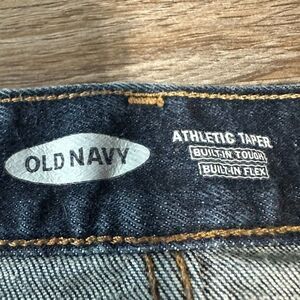 OLD NAVY
ATHLETIC TAPER
BUILT-IN TOUGH
BUILT-IN FLEX